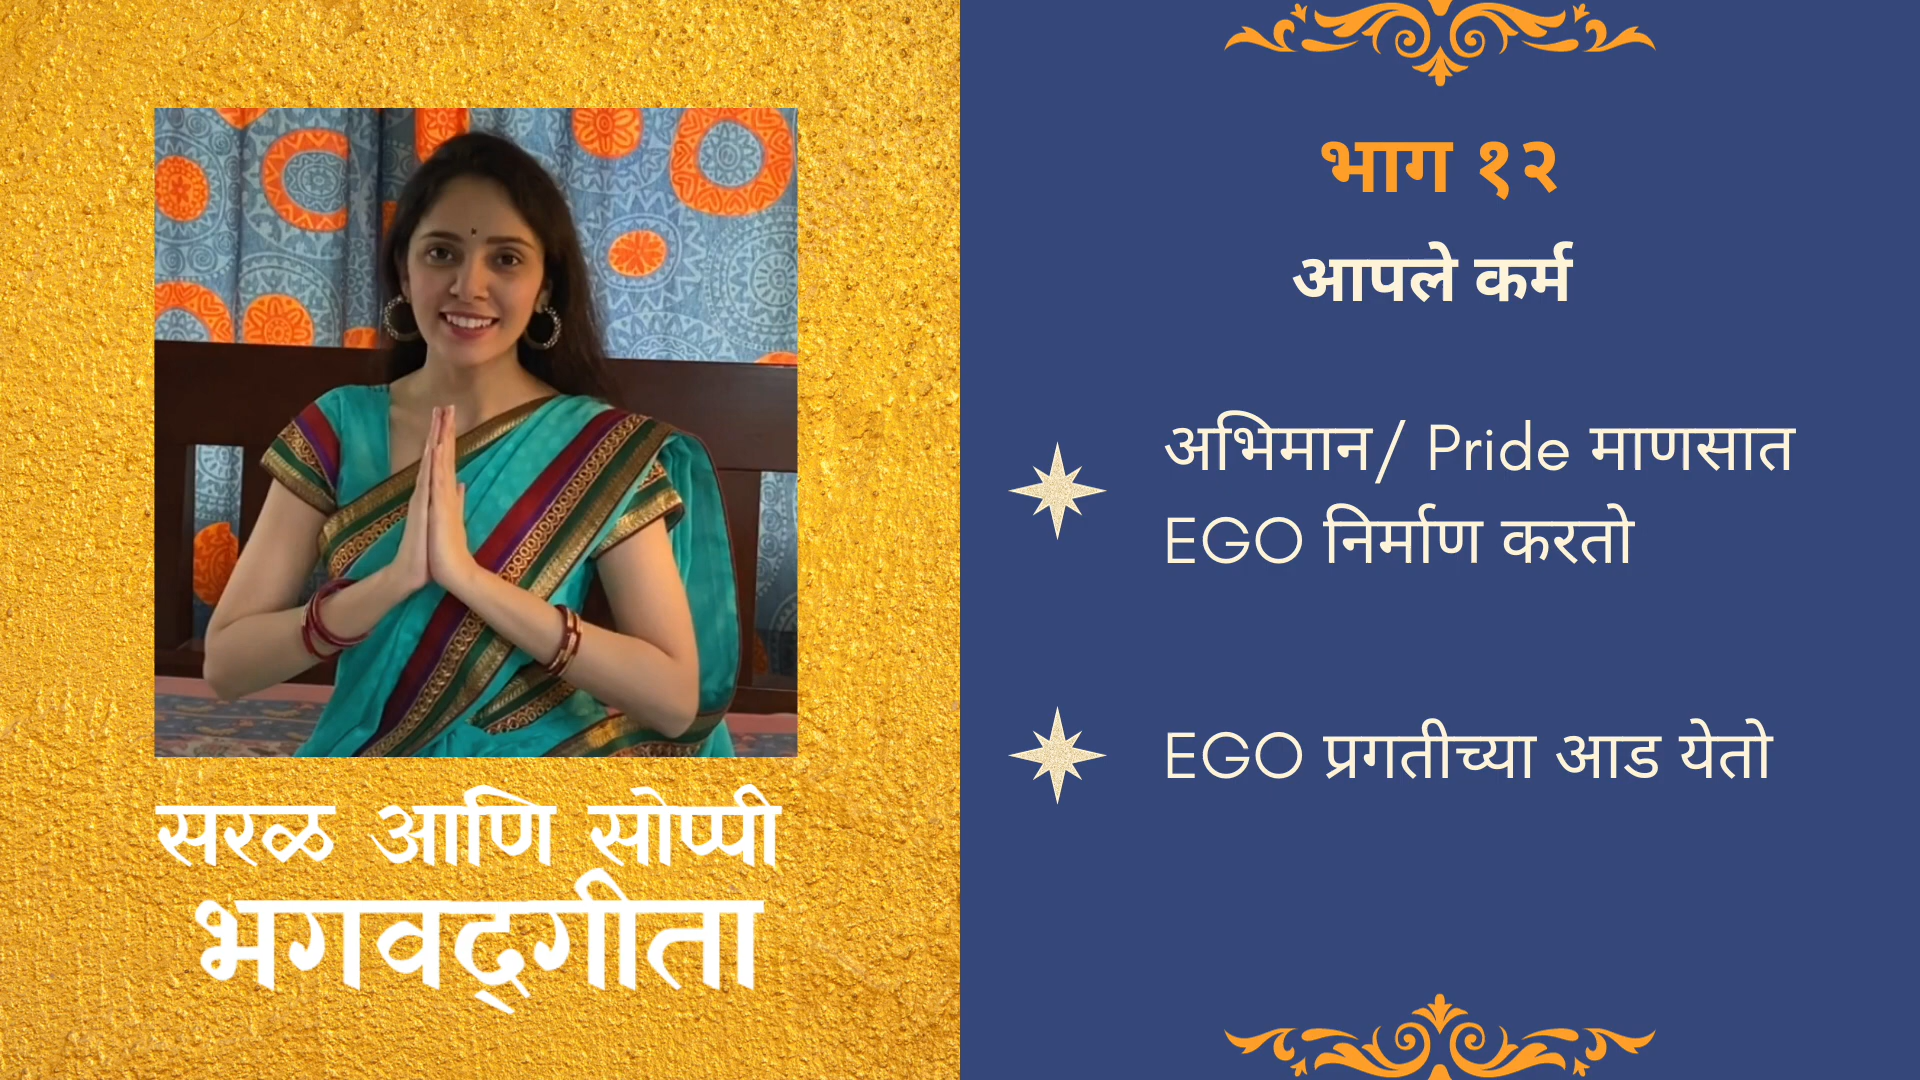 सरळ आणि सोप्पी
भगवद्‌गीता
भाग १२
आपले कर्म
अभिमान/ Pride माणसात
EGO निर्माण करतो
EGO प्रगतीच्या आड येतो